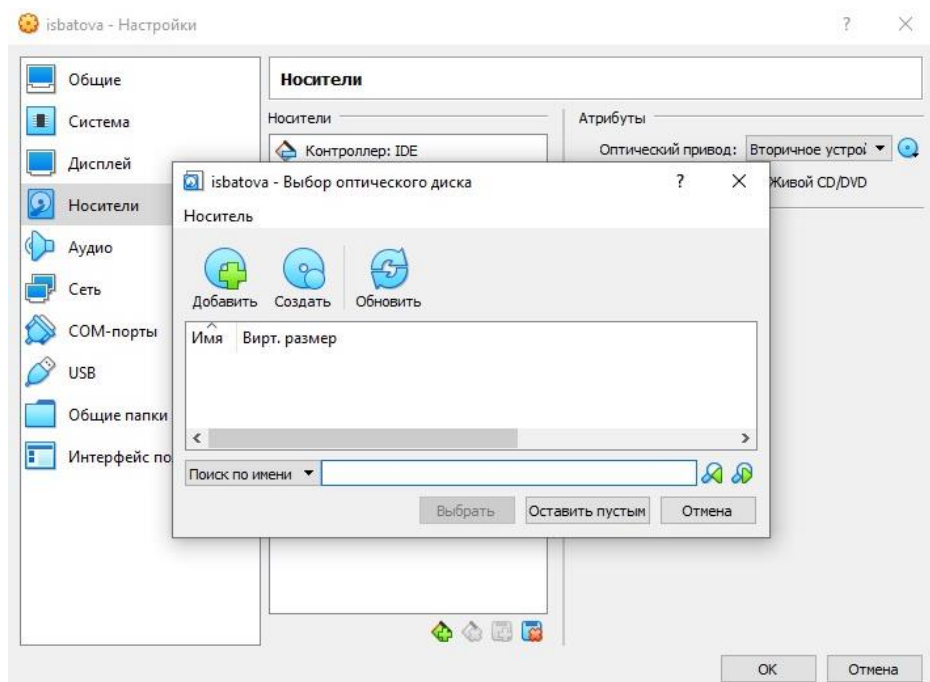 isbatova - Настройки
Общие
Система
Дисплей
Носители
Аудио
Сеть
COM-порты
USB
Общие папки
Интерфейс по
Носители
Носители
Контроллер: IDE
Атрибуты
Оптический привод: Вторичное устрої
Живой CD/DVD
isbatova - Выбор оптического диска
Носитель
Добавить Создать Обновить
Имя Вирт. размер
Поиск по имени
Выбрать Оставить пустым Отмена
OK Отмена